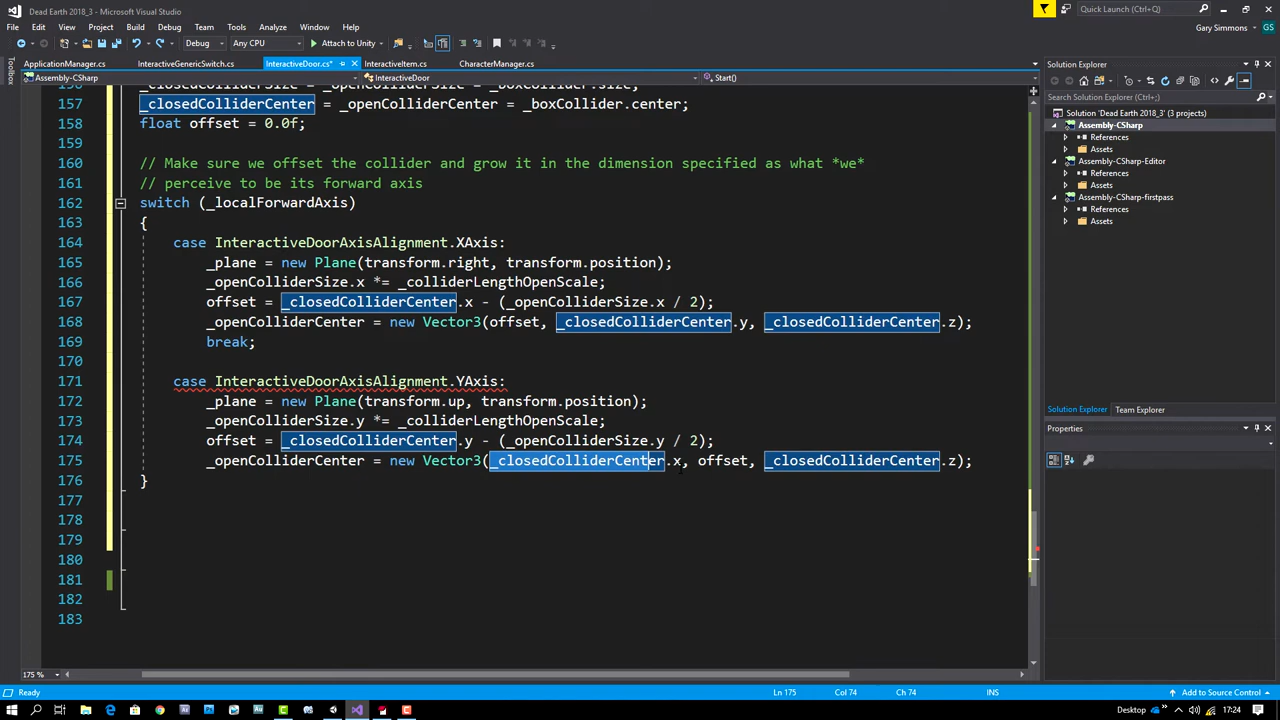 Dead Earth 2018_3 - Microsoft Visual Studio
Quick Launch (Ctrl+Q)
File Edit View Project Build Debug Team Tools Analyze Window Help
Gary Simmons GS
Debug Any CPU Attach to Unity
Toolbox
ApplicationManager.cs InteractiveGenericSwitch.cs InteractiveDoor.cs* InteractiveItem.cs CharacterManager.cs
Assembly-CSharp InteractiveDoor Start()
157 _closedColliderCenter = _openColliderCenter = _boxCollider.center;
158 float offset = 0.0f;
159
160 // Make sure we offset the collider and grow it in the dimension specified as what *we*
161 // perceive to be its forward axis
162 switch (_localForwardAxis)
163 {
164 case InteractiveDoorAxisAlignment.XAxis:
165 _plane = new Plane(transform.right, transform.position);
166 _openColliderSize.x *= _colliderLengthOpenScale;
167 offset = _closedColliderCenter.x - (_openColliderSize.x / 2);
168 _openColliderCenter = new Vector3(offset, _closedColliderCenter.y, _closedColliderCenter.z);
169 break;
170
171 case InteractiveDoorAxisAlignment.YAxis:
172 _plane = new Plane(transform.up, transform.position);
173 _openColliderSize.y *= _colliderLengthOpenScale;
174 offset = _closedColliderCenter.y - (_openColliderSize.y / 2);
175 _openColliderCenter = new Vector3(_closedColliderCenter.x, offset, _closedColliderCenter.z);
176 }
177
178
179
180
181
182
183
175 %
Solution Explorer
Search Solution Explorer (Ctrl+;)
Solution 'Dead Earth 2018_3' (3 projects)
Assembly-CSharp
References
Assets
Assembly-CSharp-Editor
References
Assets
Assembly-CSharp-firstpass
References
Assets
Solution Explorer Team Explorer
Properties
Ready Ln 175 Col 74 Ch 74 INS Add to Source Control
Desktop 17:24